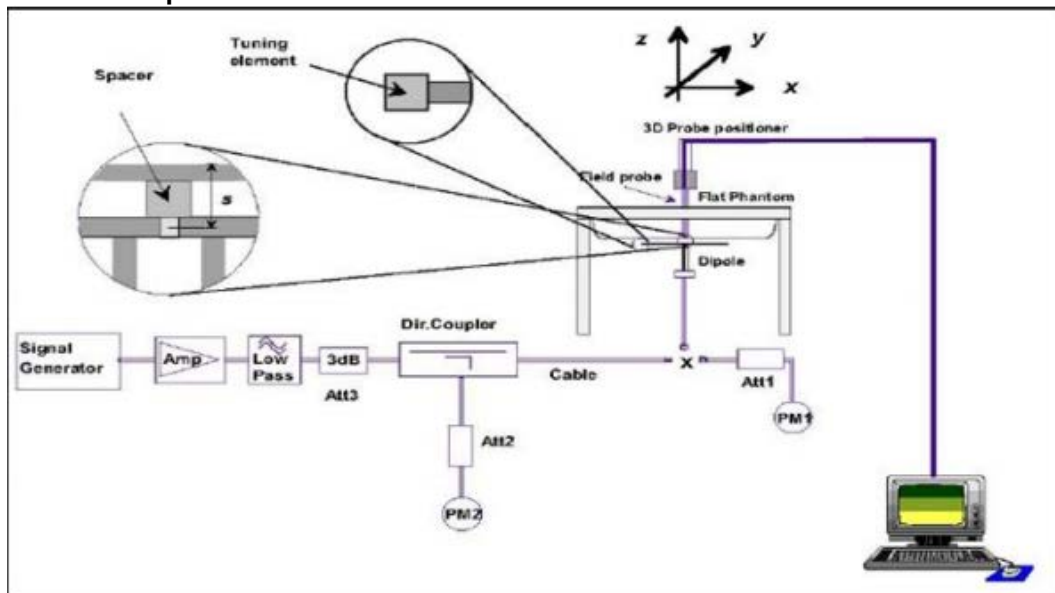 Tuning
element
Spacer
s
z
y
x
3D Probe positioner
Field probe
Flat Phantom
Dipole
Signal
Generator
Amp
Low
Pass
3dB
Att3
Dir.Coupler
Cable
X
Att1
PM1
Att2
PM2